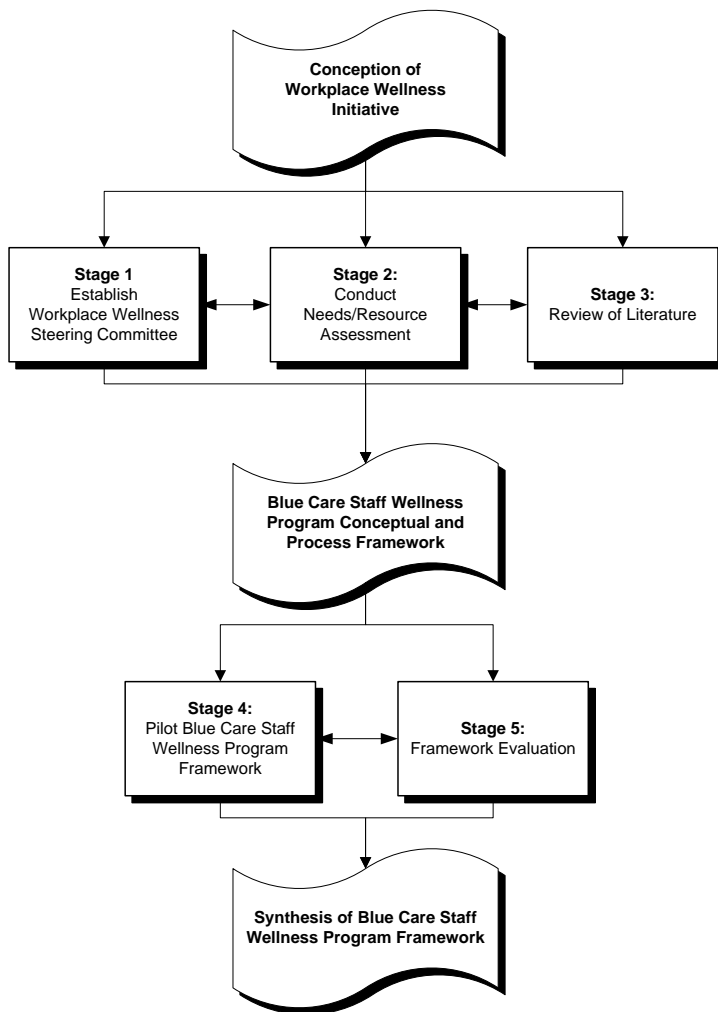 Conception of
Workplace Wellness
Initiative
Stage 1
Establish
Workplace Wellness
Steering Committee
Stage 2:
Conduct
Needs/Resource
Assessment
Stage 3:
Review of Literature
Blue Care Staff Wellness
Program Conceptual and
Process Framework
Stage 4:
Pilot Blue Care Staff
Wellness Program
Framework
Stage 5:
Framework Evaluation
Synthesis of Blue Care Staff
Wellness Program Framework